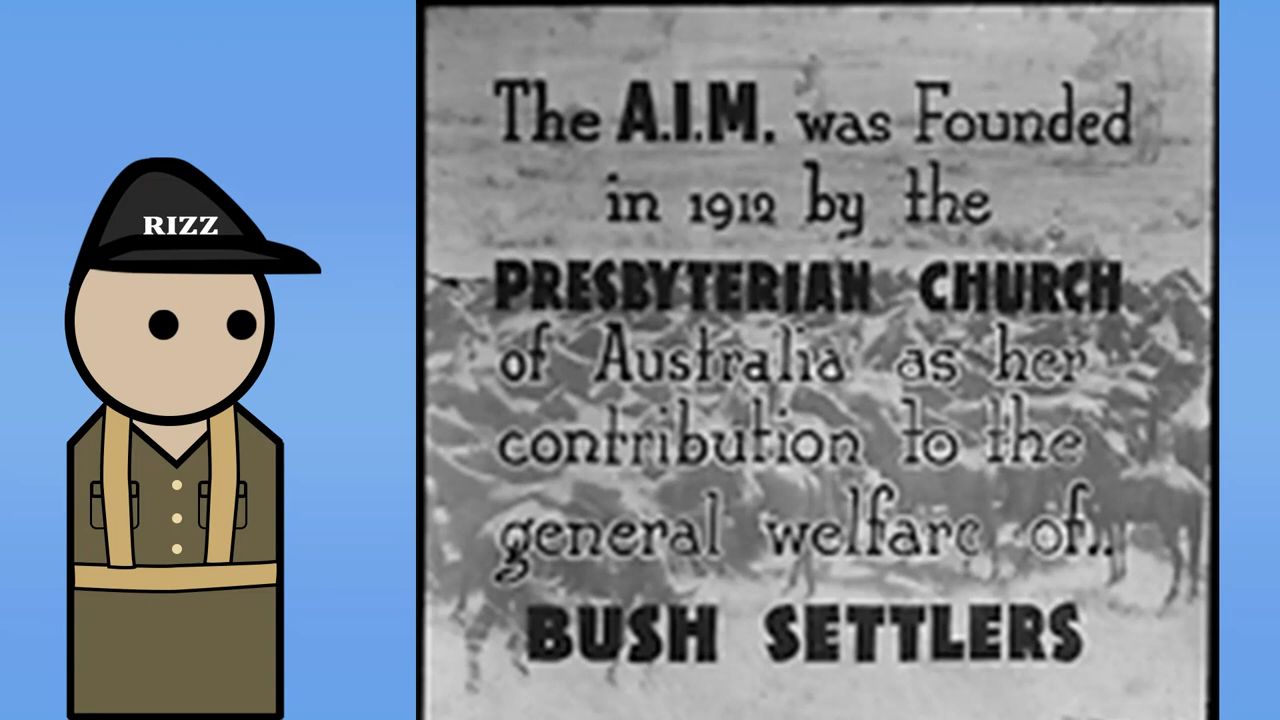 RIZZ
The A.I.M. was Founded
in 1912 by the
PRESBYTERIAN CHURCH
of Australia as her
contribution to the
general welfare of..
BUSH SETTLERS